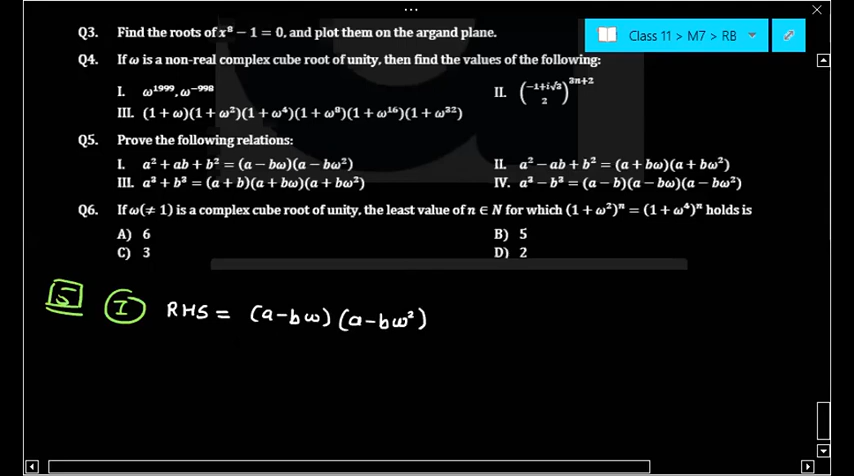 Class 11 > M7 > RB
Q3. Find the roots of x⁸ − 1 = 0, and plot them on the argand plane.
Q4. If ω is a non-real complex cube root of unity, then find the values of the following:
I. ω¹⁹⁹⁹, ω⁻⁹⁹⁸ II. ((−1+i√3)/2)³ⁿ⁺²
III. (1 + ω)(1 + ω²)(1 + ω⁴)(1 + ω⁸)(1 + ω¹⁶)(1 + ω³²)
Q5. Prove the following relations:
I. a² + ab + b² = (a − bω)(a − bω²) II. a² − ab + b² = (a + bω)(a + bω²)
III. a³ + b³ = (a + b)(a + bω)(a + bω²) IV. a³ − b³ = (a − b)(a − bω)(a − bω²)
Q6. If ω(≠ 1) is a complex cube root of unity, the least value of n ∈ N for which (1 + ω²)ⁿ = (1 + ω⁴)ⁿ holds is
A) 6 B) 5
C) 3 D) 2
5 I RHS = (a−bω) (a−bω²)